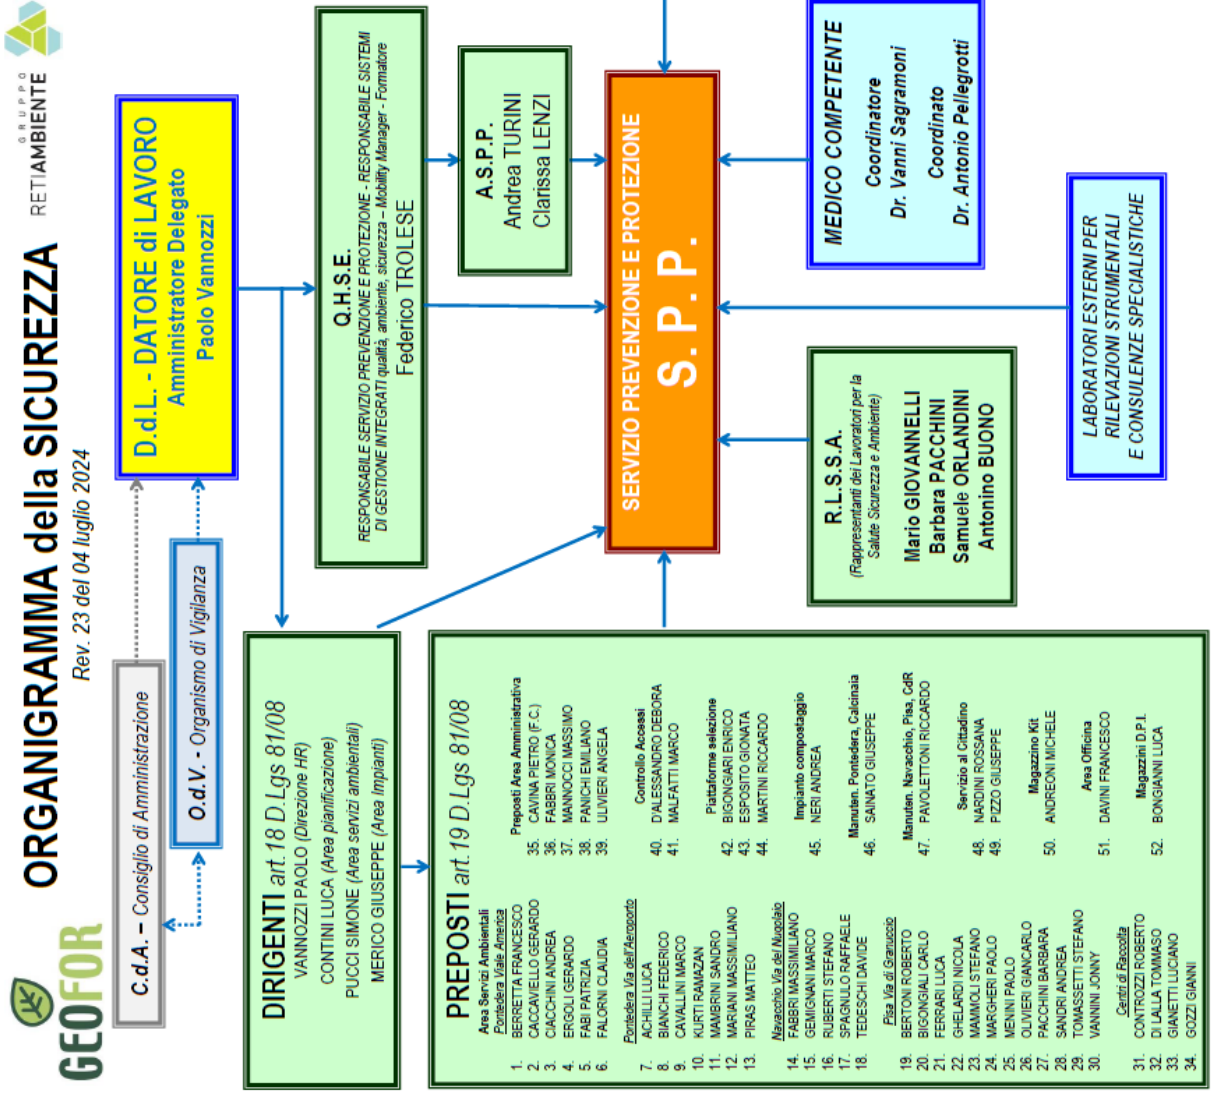 GEOFOR
ORGANIGRAMMA della SICUREZZA
Rev. 23 del 04 luglio 2024
GRUPPO
RETIAMBIENTE
C.d.A. – Consiglio di Amministrazione
O.d.V. - Organismo di Vigilanza
D.d.L. - DATORE di LAVORO
Amministratore Delegato
Paolo Vannozzi
DIRIGENTI art.18 D.Lgs 81/08
VANNOZZI PAOLO (Direzione HR)
CONTINI LUCA (Area pianificazione)
PUCCI SIMONE (Area servizi ambientali)
MERICO GIUSEPPE (Area Impianti)
Q.H.S.E.
RESPONSABILE SERVIZIO PREVENZIONE E PROTEZIONE - RESPONSABILE SISTEMI
DI GESTIONE INTEGRATI qualità, ambiente, sicurezza – Mobility Manager - Formatore
Federico TROLESE
A.S.P.P.
Andrea TURINI
Clarissa LENZI
PREPOSTI art.19 D.Lgs 81/08
Area Servizi Ambientali
Pontedera Viale America
1. BERRETTA FRANCESCO
2. CACCAVIELLO GERARDO
3. CIACCHINI ANDREA
4. ERGOLI GERARDO
5. FABI PATRIZIA
6. FALORNI CLAUDIA
Pontedera Via dell'Aeroporto
7. ACHILLI LUCA
8. BIANCHI FEDERICO
9. CAVALLINI MARCO
10. KURTI RAMAZAN
11. MAMBRINI SANDRO
12. MARIANI MASSIMILIANO
13. PIRAS MATTEO
Navacchio Via del Nugolaio
14. FABBRI MASSIMILIANO
15. GEMIGNANI MARCO
16. RUBERTI STEFANO
17. SPAGNULO RAFFAELE
18. TEDESCHI DAVIDE
Pisa Via di Granuccio
19. BERTONI ROBERTO
20. BIGONGIALI CARLO
21. FERRARI LUCA
22. GHELARDI NICOLA
23. MAMMOLI STEFANO
24. MARGHERI PAOLO
25. MENINI PAOLO
26. OLIVIERI GIANCARLO
27. PACCHINI BARBARA
28. SANDRI ANDREA
29. TOMASSETTI STEFANO
30. VANNINI JONNY
Centri di Raccolta
31. CONTROZZI ROBERTO
32. DI LALLA TOMMASO
33. GIANETTI LUCIANO
34. GOZZI GIANNI
Preposti Area Amministrativa
35. CAVINA PIETRO (F.C.)
36. FABBRI MONICA
37. MANNOCCI MASSIMO
38. PANICHI EMILIANO
39. ULIVIERI ANGELA
Controllo Accessi
40. D'ALESSANDRO DEBORA
41. MALFATTI MARCO
Piattaforme selezione
42. BIGONGIARI ENRICO
43. ESPOSITO GIONATA
44. MARTINI RICCARDO
Impianto compostaggio
45. NERI ANDREA
Manuten. Pontedera, Calcinaia
46. SAINATO GIUSEPPE
Manuten. Navacchio, Pisa, CdR
47. PAVOLETTONI RICCARDO
Servizio al Cittadino
48. NARDINI ROSSANA
49. PIZZO GIUSEPPE
Magazzino Kit
50. ANDREONI MICHELE
Area Officina
51. DAVINI FRANCESCO
Magazzini D.P.I.
52. BONGIANNI LUCA
SERVIZIO PREVENZIONE E PROTEZIONE
S. P. P.
R.L.S.S.A.
(Rappresentanti dei Lavoratori per la
Salute Sicurezza e Ambiente)
Mario GIOVANNELLI
Barbara PACCHINI
Samuele ORLANDINI
Antonino BUONO
MEDICO COMPETENTE
Coordinatore
Dr. Vanni Sagramoni
Coordinato
Dr. Antonio Pellegrotti
LABORATORI ESTERNI PER
RILEVAZIONI STRUMENTALI
E CONSULENZE SPECIALISTICHE